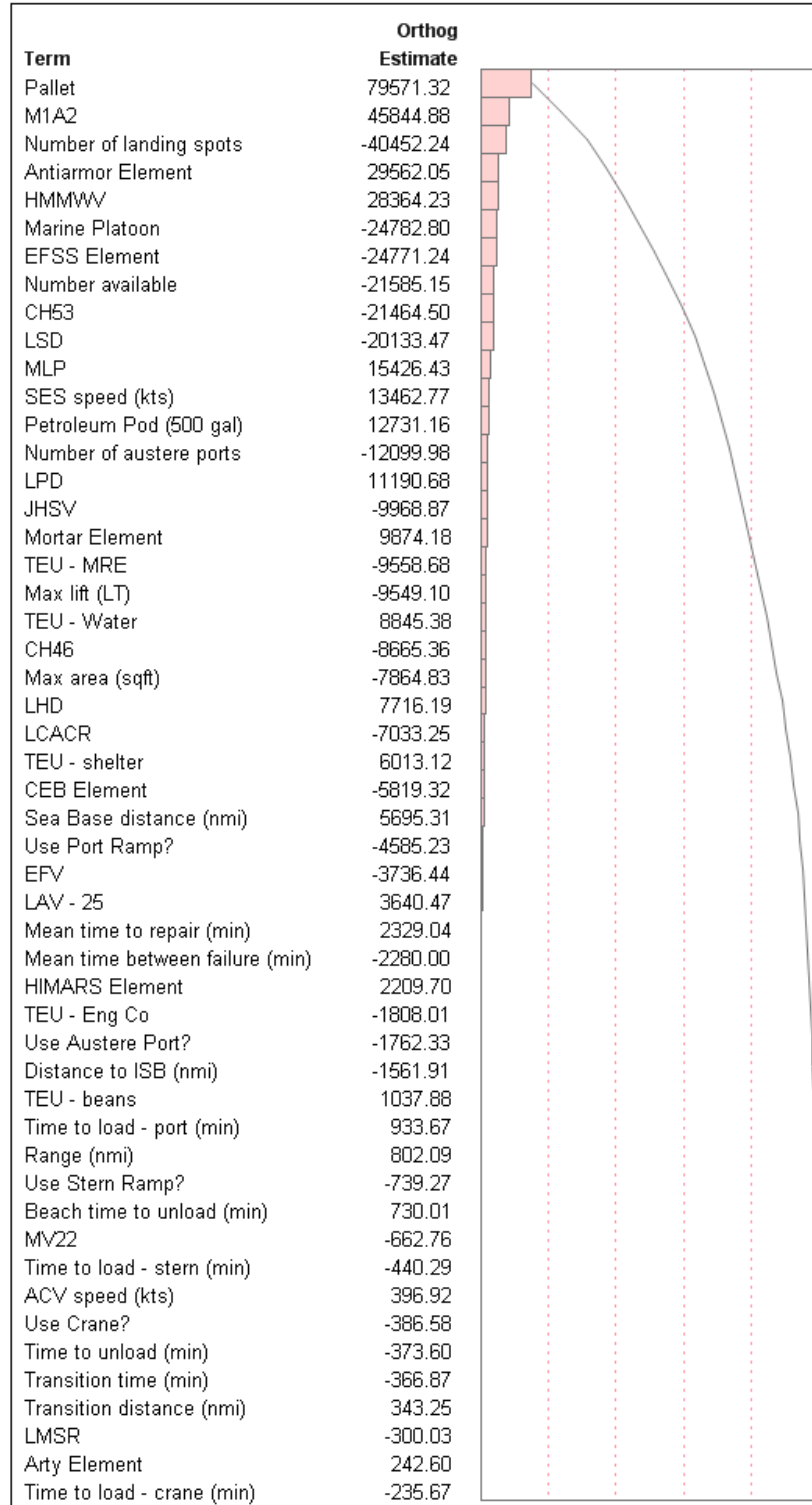 Orthog
Term Estimate
Pallet 79571.32
M1A2 45844.88
Number of landing spots -40452.24
Antiarmor Element 29562.05
HMMWV 28364.23
Marine Platoon -24782.80
EFSS Element -24771.24
Number available -21585.15
CH53 -21464.50
LSD -20133.47
MLP 15426.43
SES speed (kts) 13462.77
Petroleum Pod (500 gal) 12731.16
Number of austere ports -12099.98
LPD 11190.68
JHSV -9968.87
Mortar Element 9874.18
TEU - MRE -9558.68
Max lift (LT) -9549.10
TEU - Water 8845.38
CH46 -8665.36
Max area (sqft) -7864.83
LHD 7716.19
LCACR -7033.25
TEU - shelter 6013.12
CEB Element -5819.32
Sea Base distance (nmi) 5695.31
Use Port Ramp? -4585.23
EFV -3736.44
LAV - 25 3640.47
Mean time to repair (min) 2329.04
Mean time between failure (min) -2280.00
HIMARS Element 2209.70
TEU - Eng Co -1808.01
Use Austere Port? -1762.33
Distance to ISB (nmi) -1561.91
TEU - beans 1037.88
Time to load - port (min) 933.67
Range (nmi) 802.09
Use Stern Ramp? -739.27
Beach time to unload (min) 730.01
MV22 -662.76
Time to load - stern (min) -440.29
ACV speed (kts) 396.92
Use Crane? -386.58
Time to unload (min) -373.60
Transition time (min) -366.87
Transition distance (nmi) 343.25
LMSR -300.03
Arty Element 242.60
Time to load - crane (min) -235.67